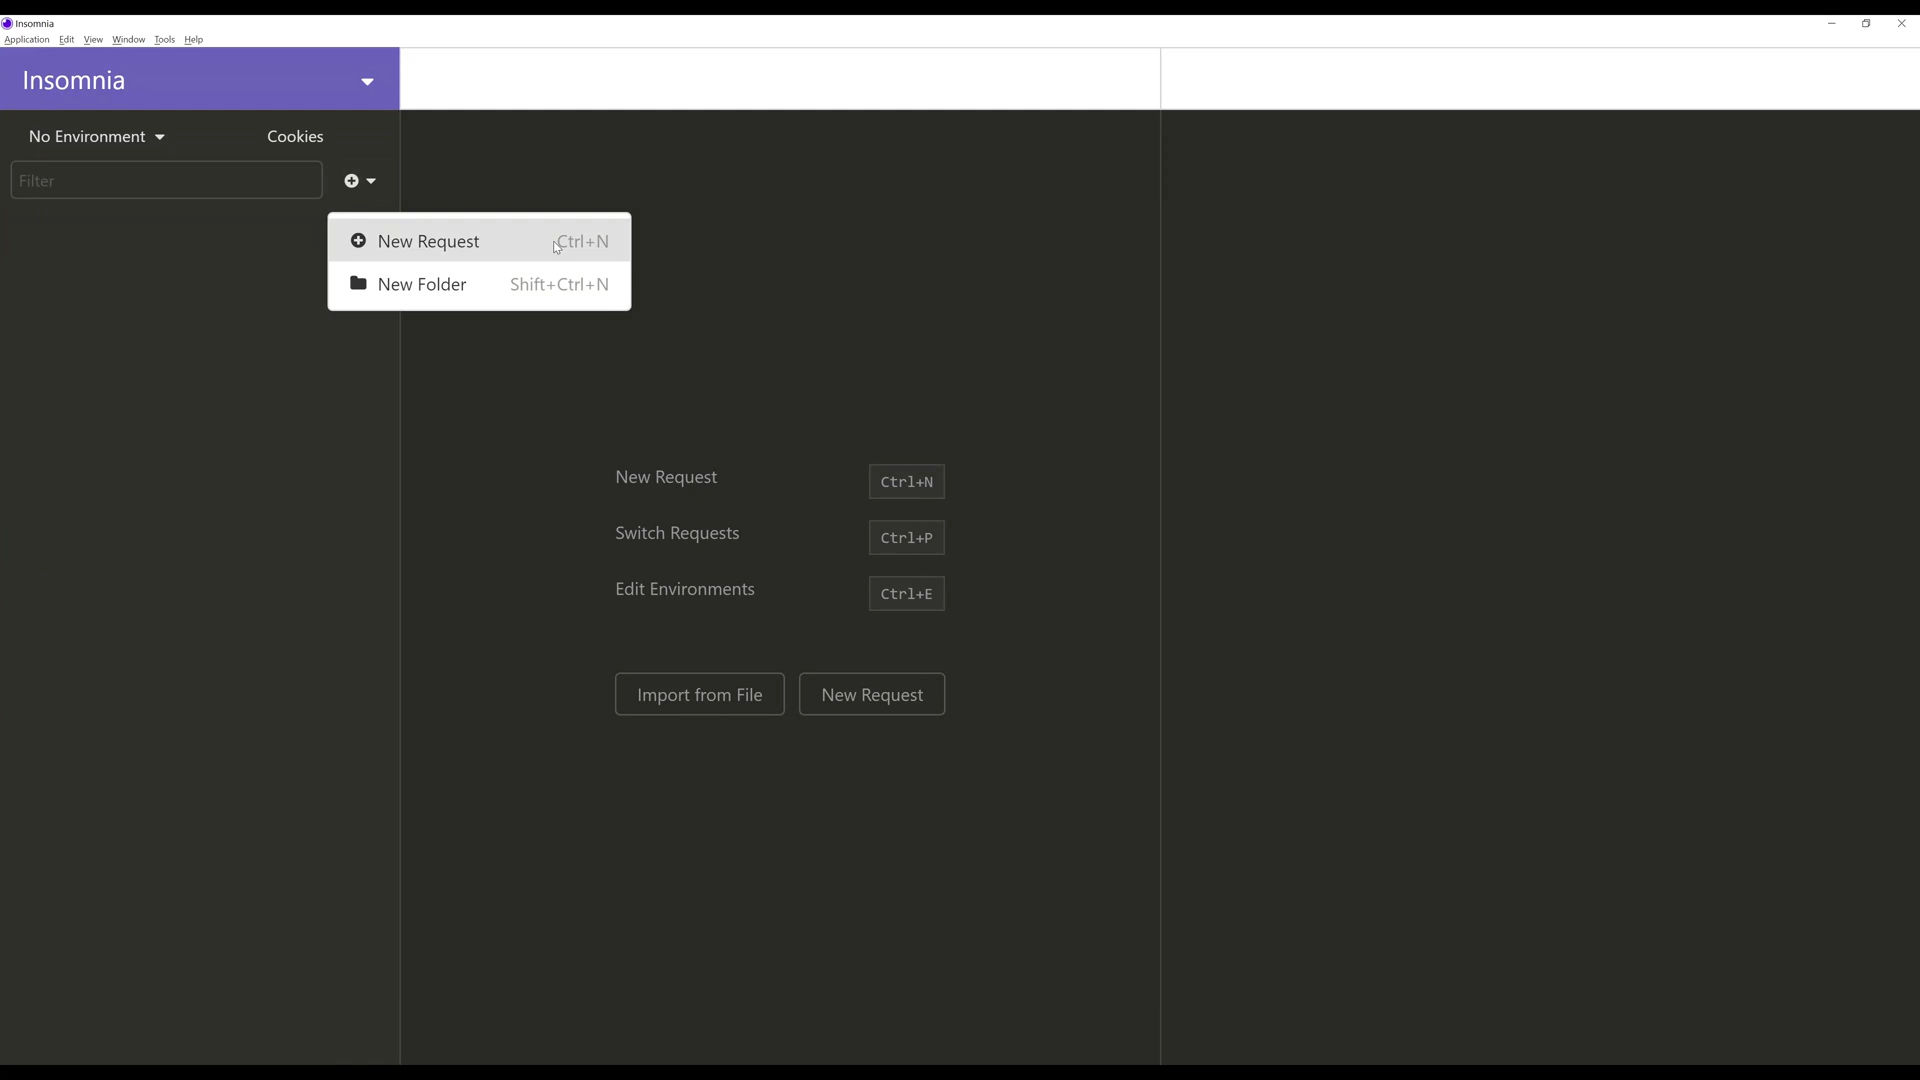 Insomnia
Application Edit View Window Tools Help
Insomnia
No Environment Cookies
Filter
New Request Ctrl+N
New Folder Shift+Ctrl+N
New Request Ctrl+N
Switch Requests Ctrl+P
Edit Environments Ctrl+E
Import from File New Request